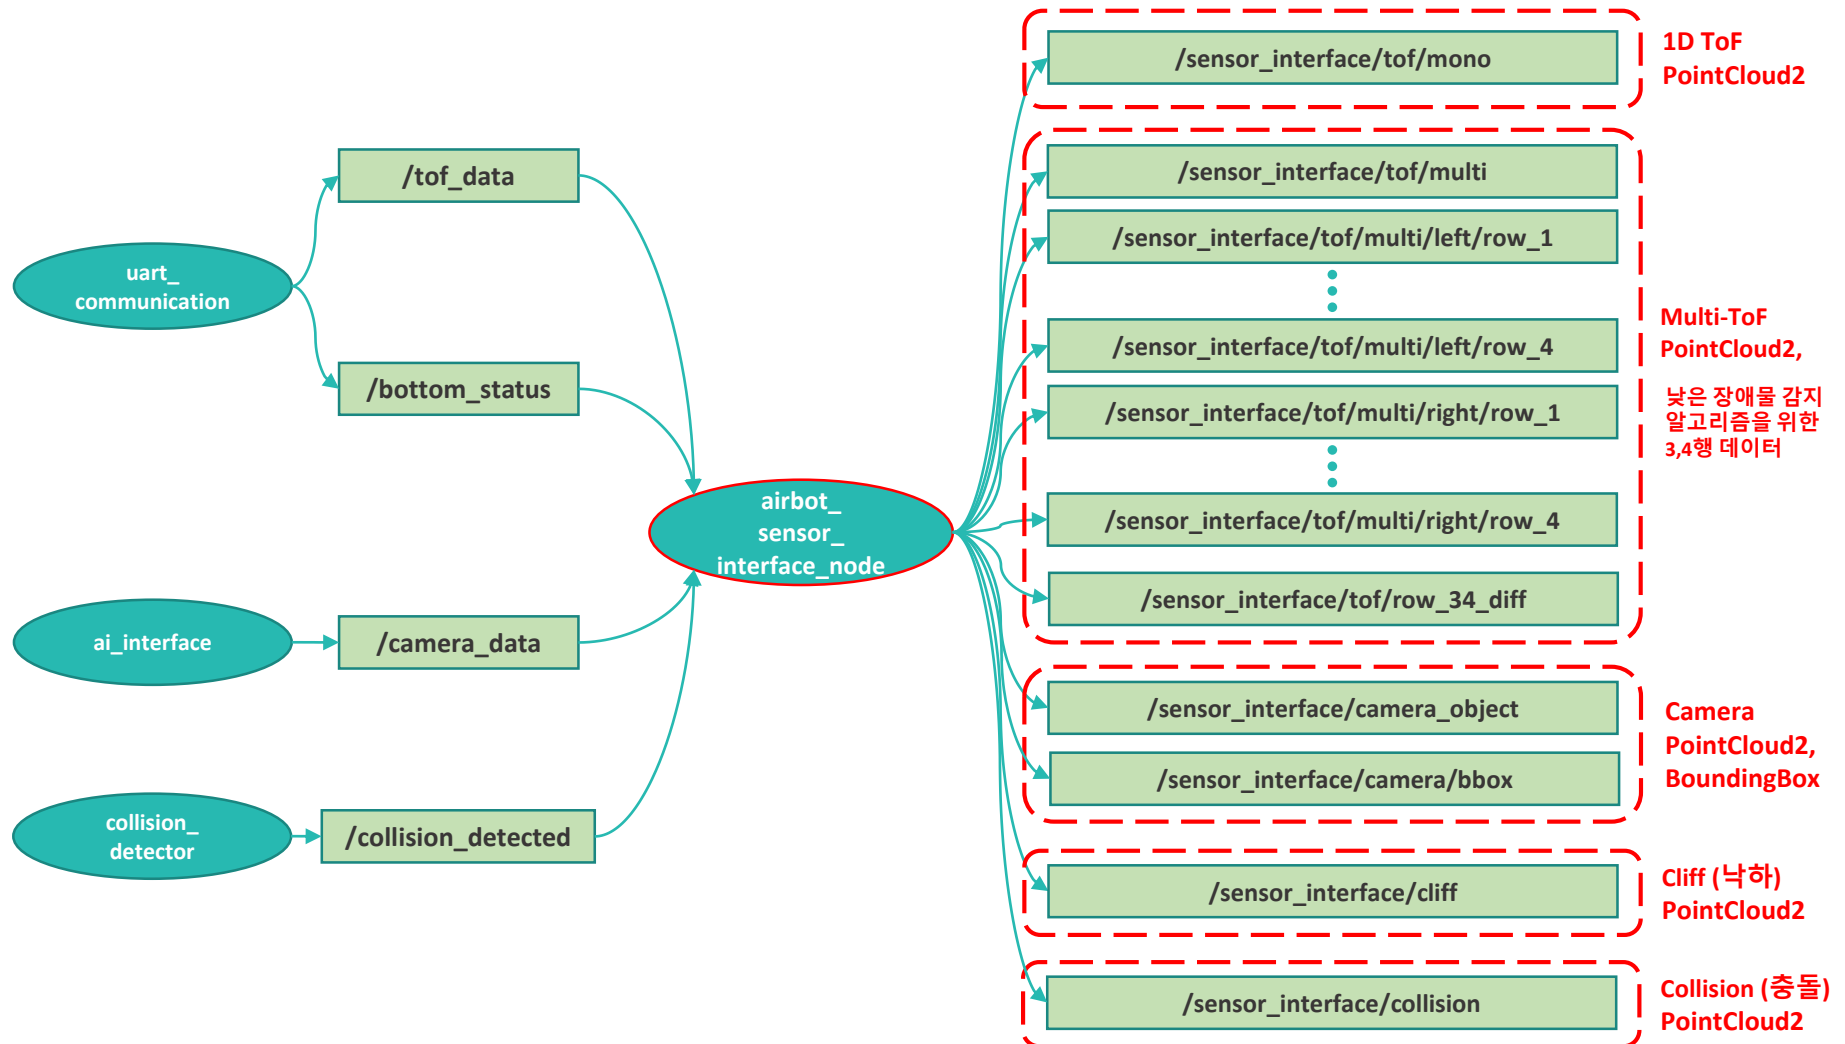 uart_
communication
ai_interface
collision_
detector
/tof_data
/bottom_status
/camera_data
/collision_detected
airbot_
sensor_
interface_node
/sensor_interface/tof/mono
/sensor_interface/tof/multi
/sensor_interface/tof/multi/left/row_1
/sensor_interface/tof/multi/left/row_4
/sensor_interface/tof/multi/right/row_1
/sensor_interface/tof/multi/right/row_4
/sensor_interface/tof/row_34_diff
/sensor_interface/camera_object
/sensor_interface/camera/bbox
/sensor_interface/cliff
/sensor_interface/collision
1D ToF
PointCloud2
Multi-ToF
PointCloud2,
낮은 장애물 감지
알고리즘을 위한
3,4행 데이터
Camera
PointCloud2,
BoundingBox
Cliff (낙하)
PointCloud2
Collision (충돌)
PointCloud2